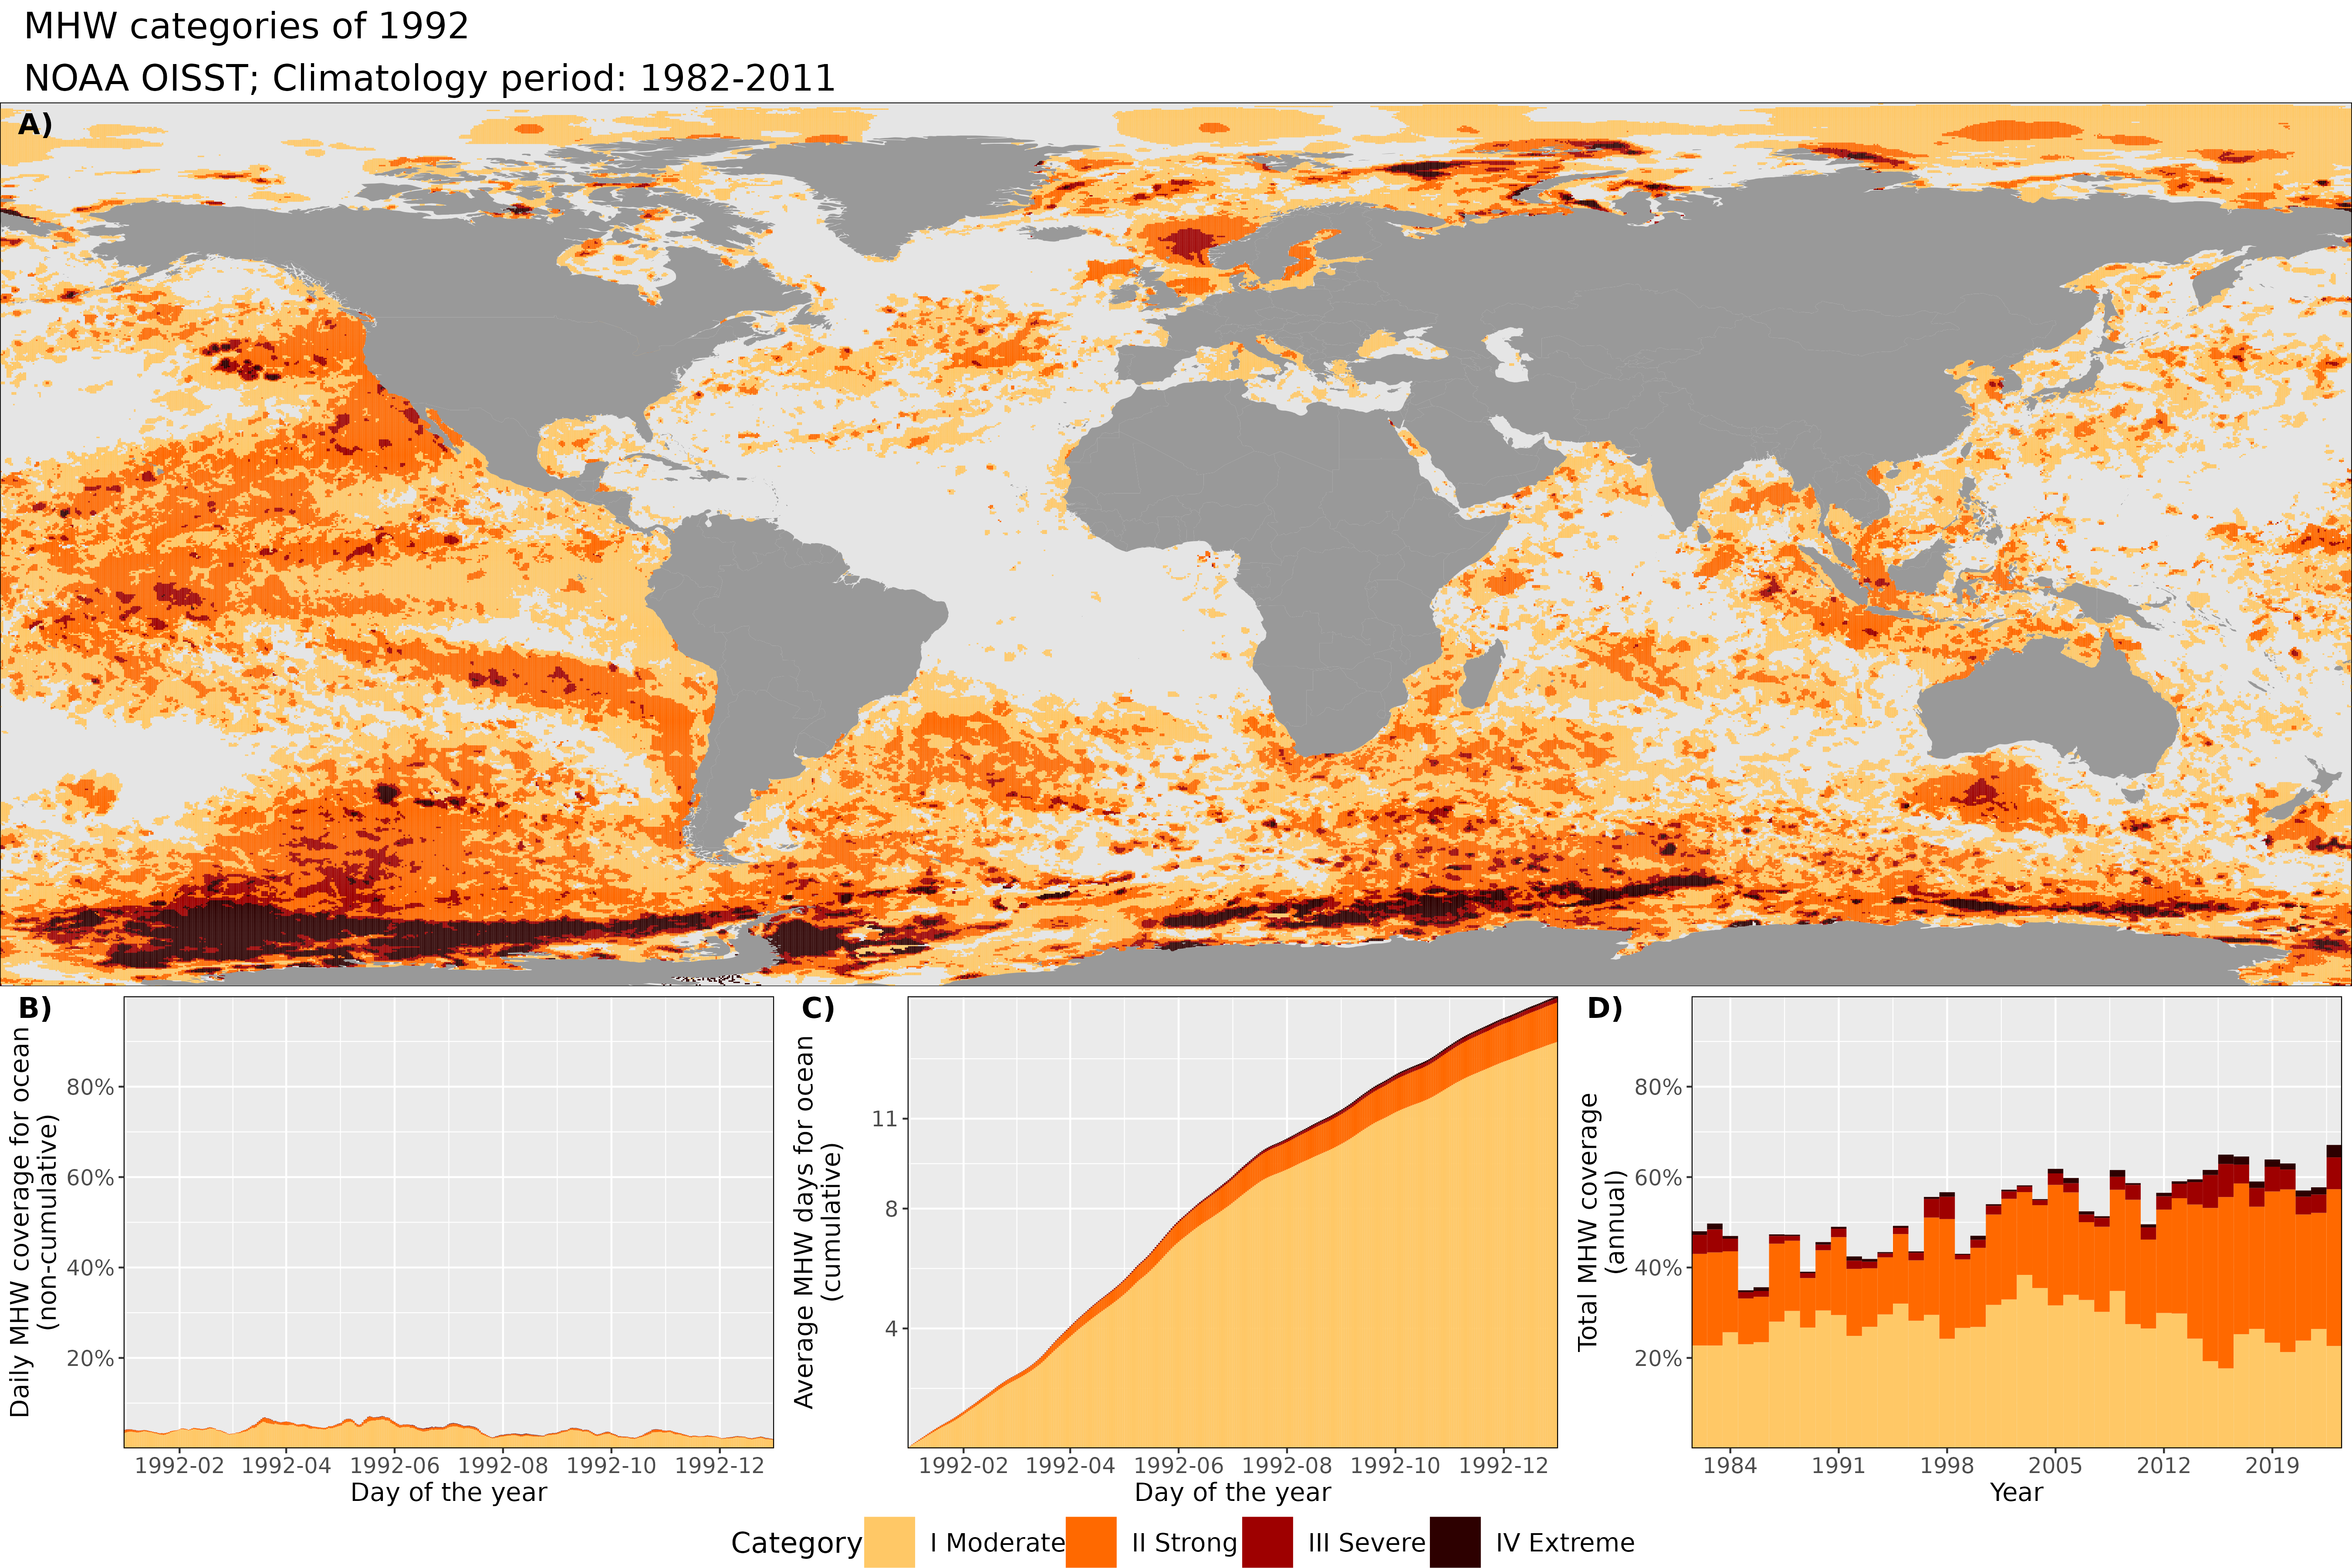 MHW categories of 1992
NOAA OISST; Climatology period: 1982-2011
A)
B)
Daily MHW coverage for ocean
(non-cumulative)
80%
60%
40%
20%
1992-02 1992-04 1992-06 1992-08 1992-10 1992-12
Day of the year
C)
Average MHW days for ocean
(cumulative)
11
8
4
1992-02 1992-04 1992-06 1992-08 1992-10 1992-12
Day of the year
D)
Total MHW coverage
(annual)
80%
60%
40%
20%
1984 1991 1998 2005 2012 2019
Year
Category I Moderate II Strong III Severe IV Extreme